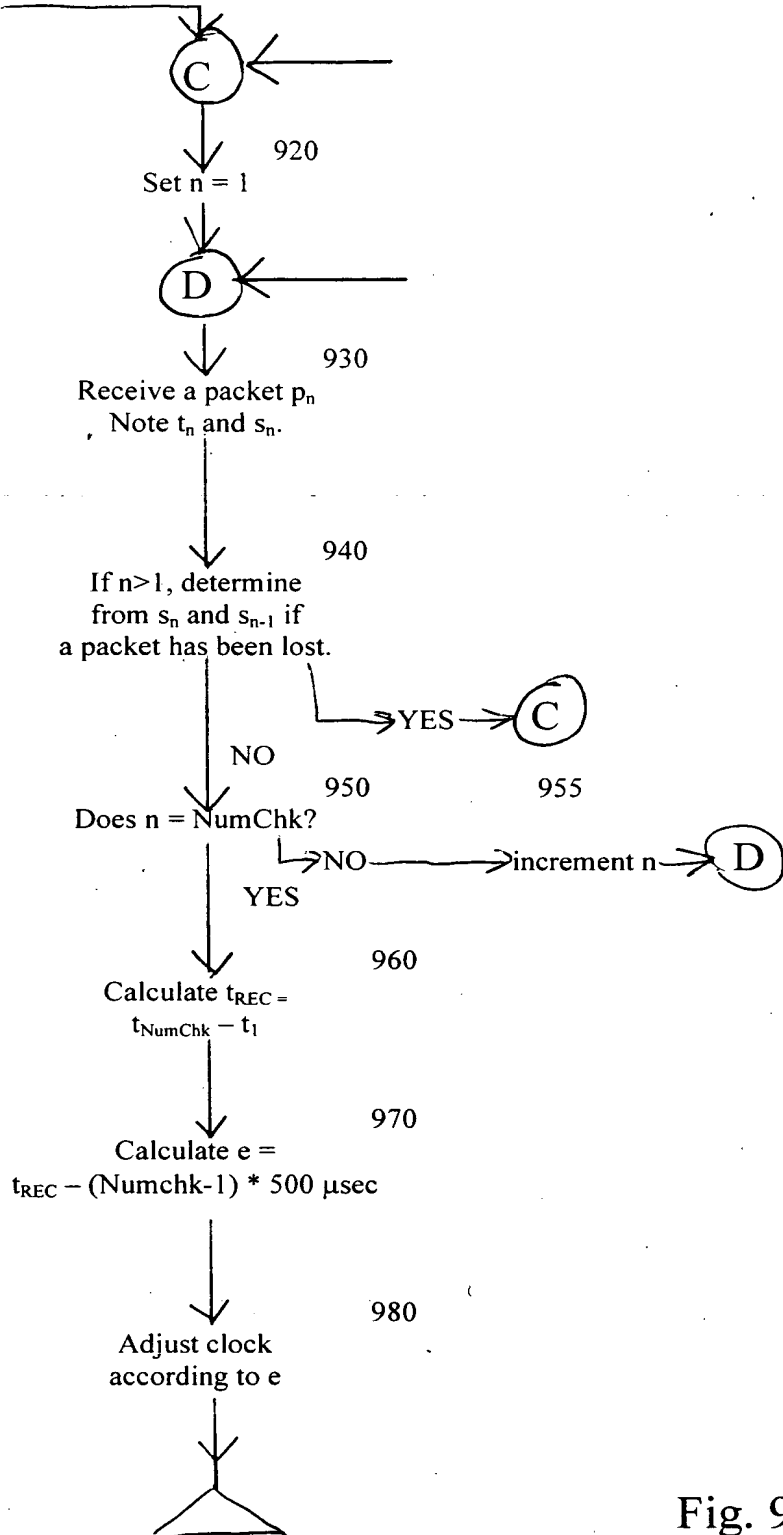 C
920
Set n = 1
D
930
Receive a packet pn
Note tn and sn.
940
If n>1, determine
from sn and sn-1 if
a packet has been lost.
YES
C
NO
950
955
Does n = NumChk?
NO
increment n
D
YES
960
Calculate tREC =
tNumChk – t1
970
Calculate e =
tREC – (Numchk-1) * 500 μsec
980
Adjust clock
according to e
Fig. 9